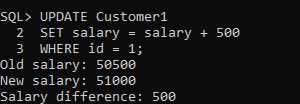 SQL> UPDATE Customer1
  2  SET salary = salary + 500
  3  WHERE id = 1;
Old salary: 50500
New salary: 51000
Salary difference: 500